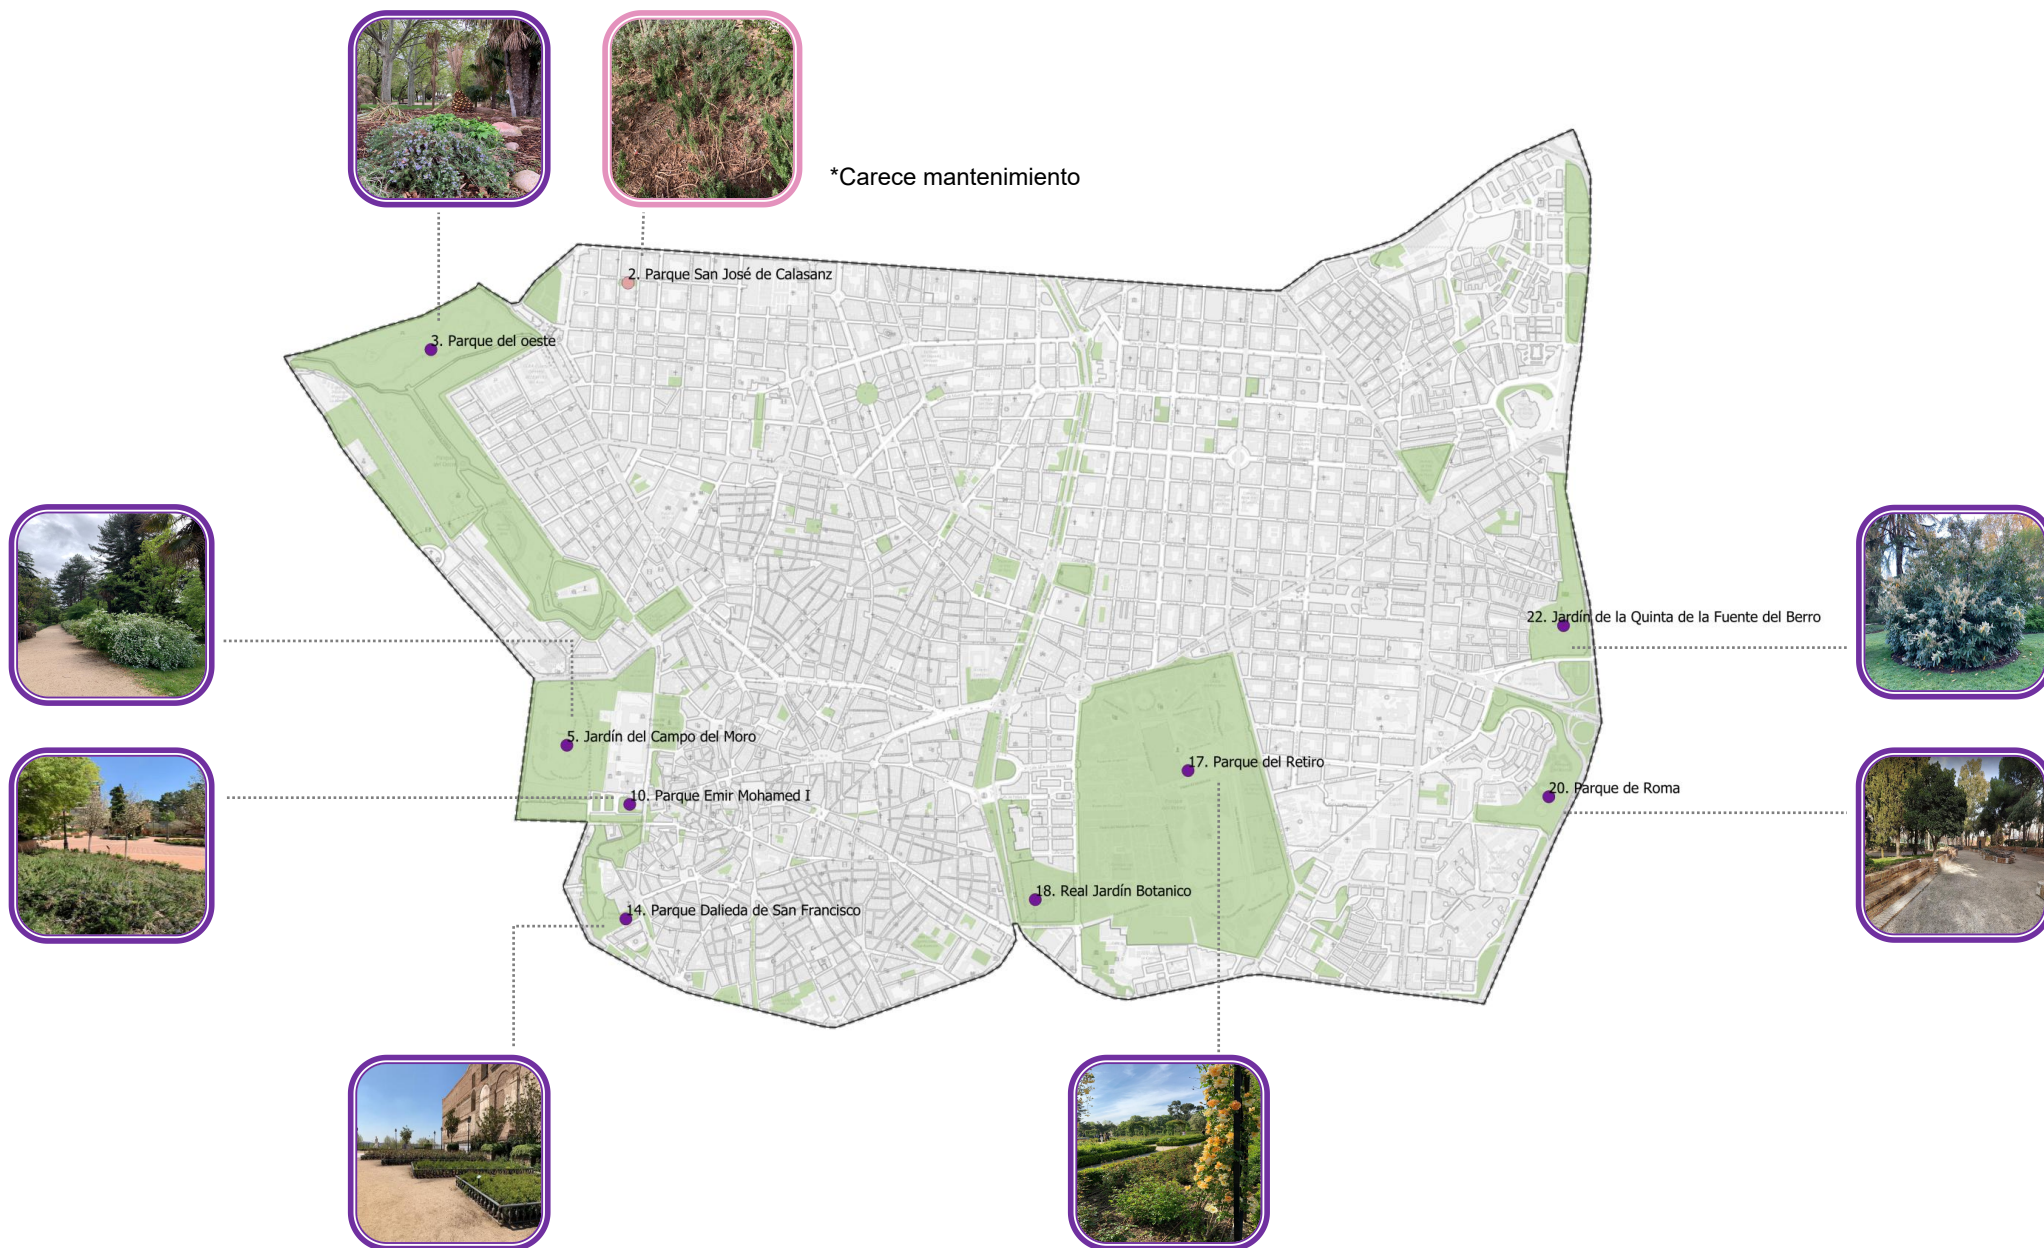 *Carece mantenimiento
2. Parque San José de Calasanz
3. Parque del oeste
22. Jardín de la Quinta de la Fuente del Berro
5. Jardín del Campo del Moro
17. Parque del Retiro
20. Parque de Roma
10. Parque Emir Mohamed I
18. Real Jardín Botanico
14. Parque Dalieda de San Francisco